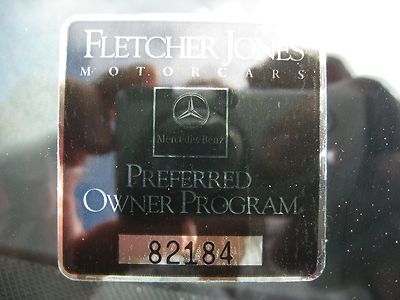 FLETCHER JONES
MOTORCARS
Mercedes-Benz
PREFERRED
OWNER PROGRAM
82184